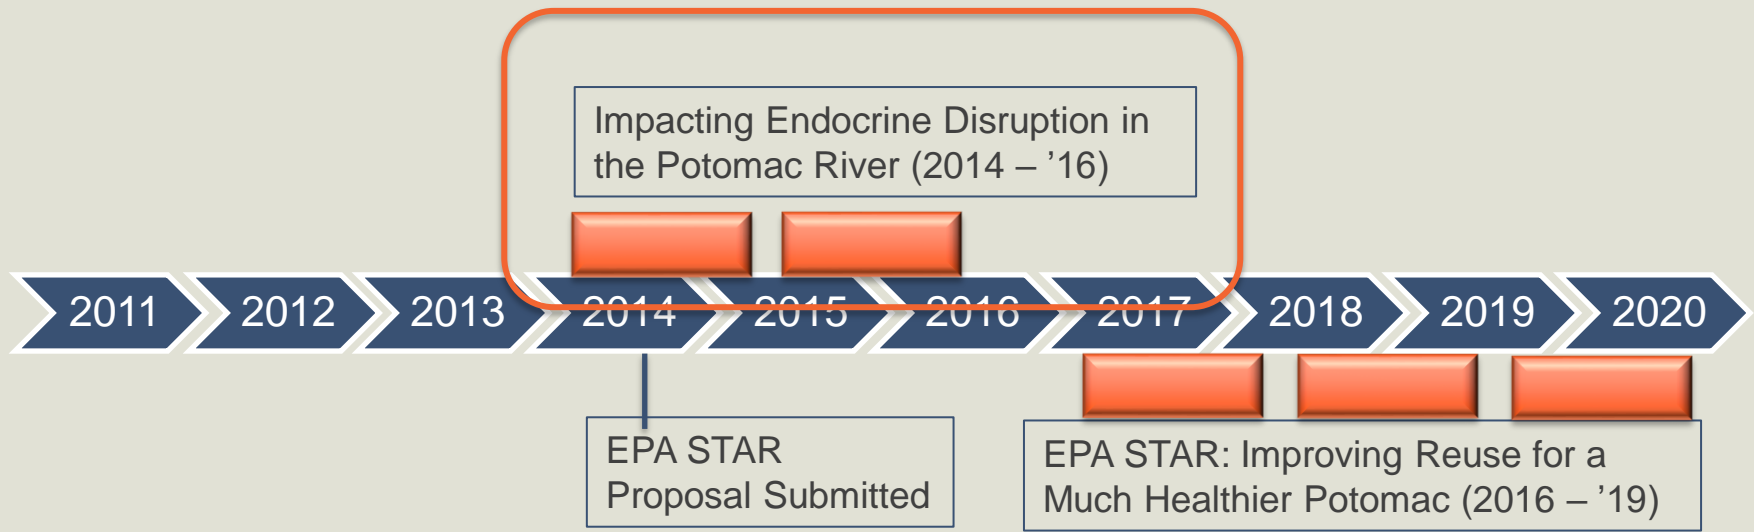 Impacting Endocrine Disruption in
the Potomac River (2014 – ’16)
2011 2012 2013 2014 2015 2016 2017 2018 2019 2020
EPA STAR
Proposal Submitted
EPA STAR: Improving Reuse for a
Much Healthier Potomac (2016 – ’19)